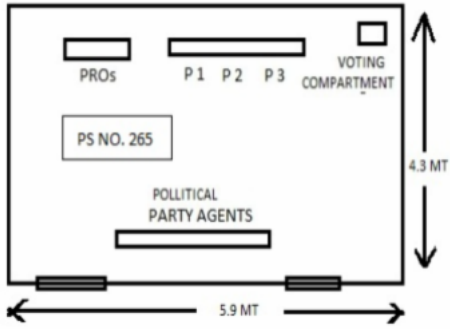 PROs
P 1 P 2 P 3
VOTING
COMPARTMENT
PS NO. 265
4.3 MT
POLLITICAL
PARTY AGENTS
5.9 MT